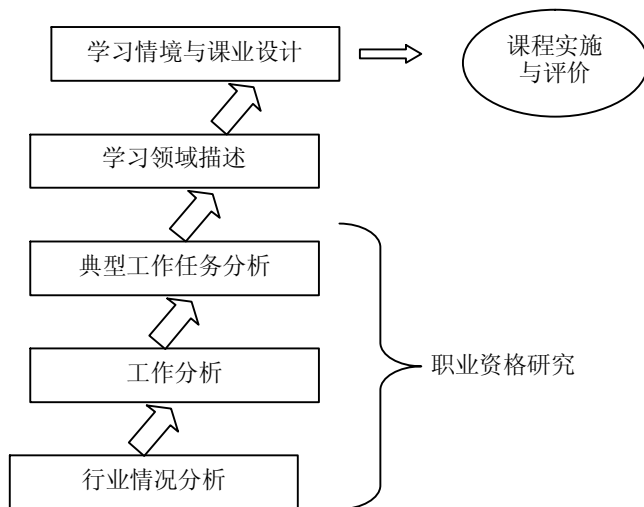 学习情境与课业设计
课程实施
与评价
学习领域描述
典型工作任务分析
工作分析
职业资格研究
行业情况分析